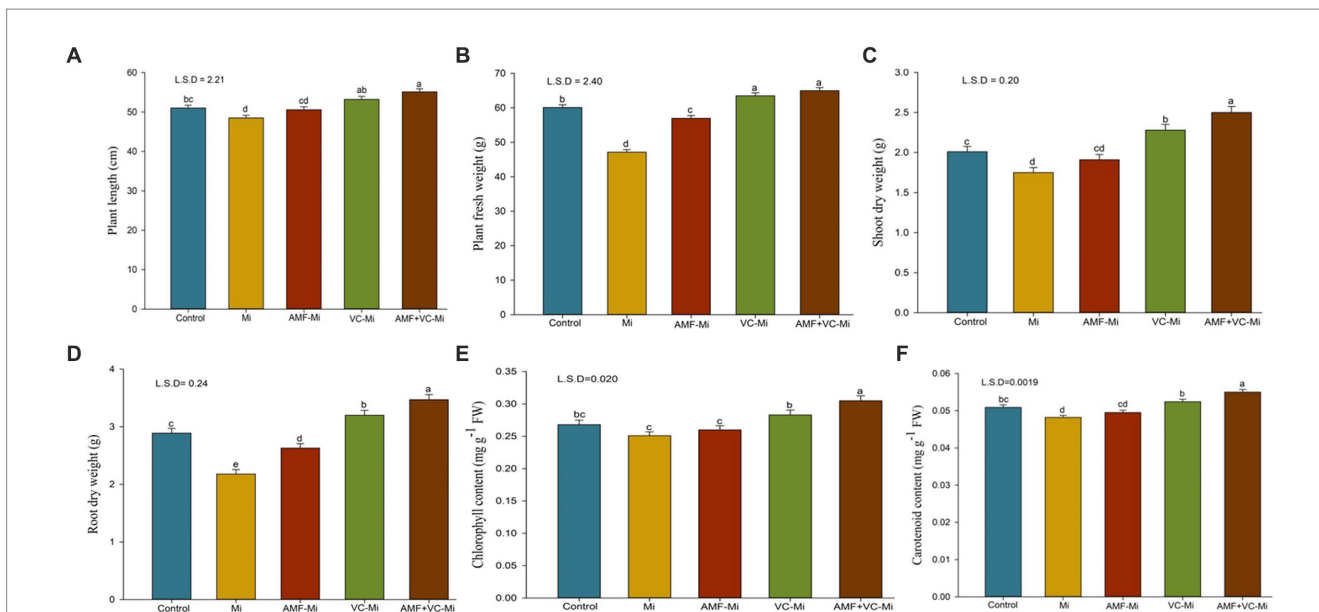 A
L.S.D = 2.21
Plant length (cm)
60
50
40
30
20
10
0
bc
d
cd
ab
a
Control
Mi
AMF-Mi
VC-Mi
AMF+VC-Mi
B
L.S.D = 2.40
Plant fresh weight (g)
70
60
50
40
30
20
10
0
b
d
c
a
a
Control
Mi
AMF-Mi
VC-Mi
AMF+VC-Mi
C
L.S.D = 0.20
Shoot dry weight (g)
3.0
2.5
2.0
1.5
1.0
0.5
0.0
c
d
cd
b
a
Control
Mi
AMF-Mi
VC-Mi
AMF+VC-Mi
D
L.S.D= 0.24
Root dry weight (g)
4
3
2
1
0
c
e
d
b
a
Control
Mi
AMF-Mi
VC-Mi
AMF+VC-Mi
E
L.S.D=0.020
Chlorophyll content (mg g⁻¹ FW)
0.35
0.30
0.25
0.20
0.15
0.10
0.05
0.00
bc
c
c
b
a
Control
Mi
AMF-Mi
VC-Mi
AMF+VC-Mi
F
L.S.D=0.0019
Carotenoid content (mg g⁻¹ FW)
0.06
0.05
0.04
0.03
0.02
0.01
0.00
bc
d
cd
b
a
Control
Mi
AMF-Mi
VC-Mi
AMF+VC-Mi